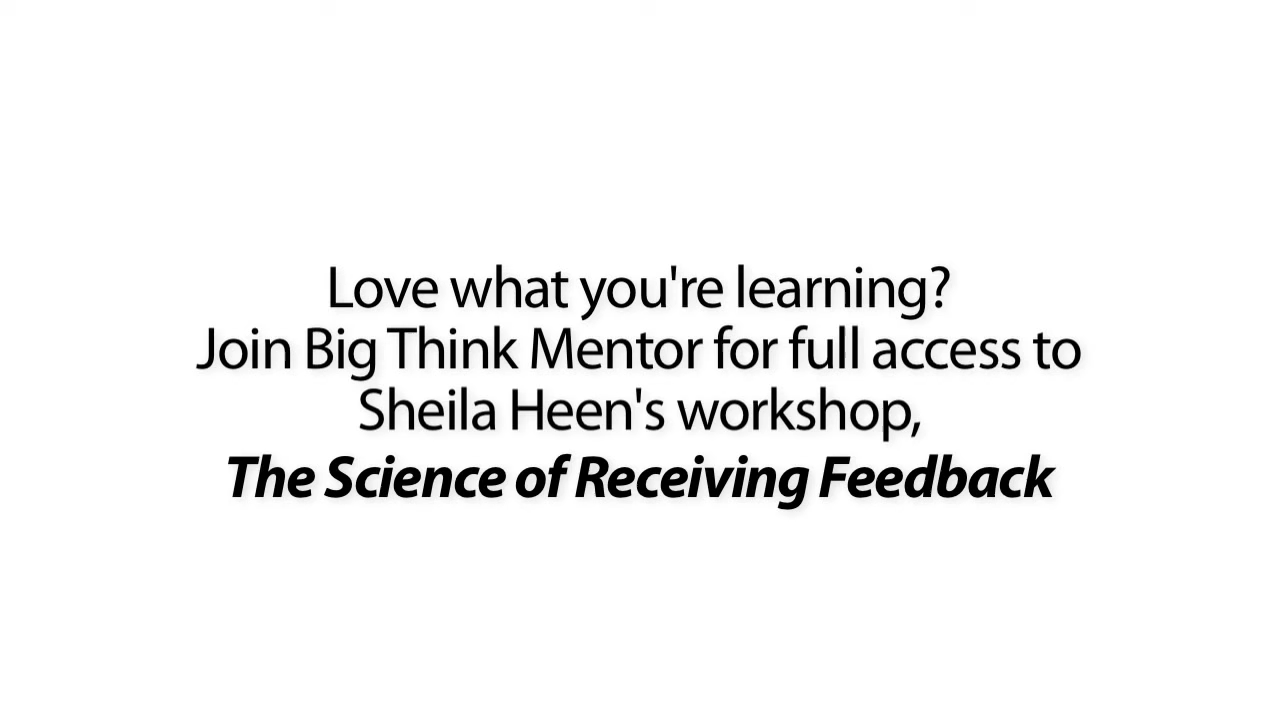 Love what you're learning?
Join Big Think Mentor for full access to
Sheila Heen's workshop,
The Science of Receiving Feedback